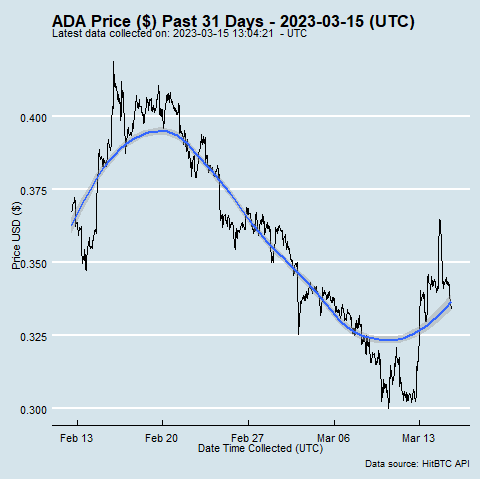 ADA Price ($) Past 31 Days - 2023-03-15 (UTC)
Latest data collected on: 2023-03-15 13:04:21 - UTC
0.400
0.375
0.350
0.325
0.300
Price USD ($)
Feb 13 Feb 20 Feb 27 Mar 06 Mar 13
Date Time Collected (UTC)
Data source: HitBTC API